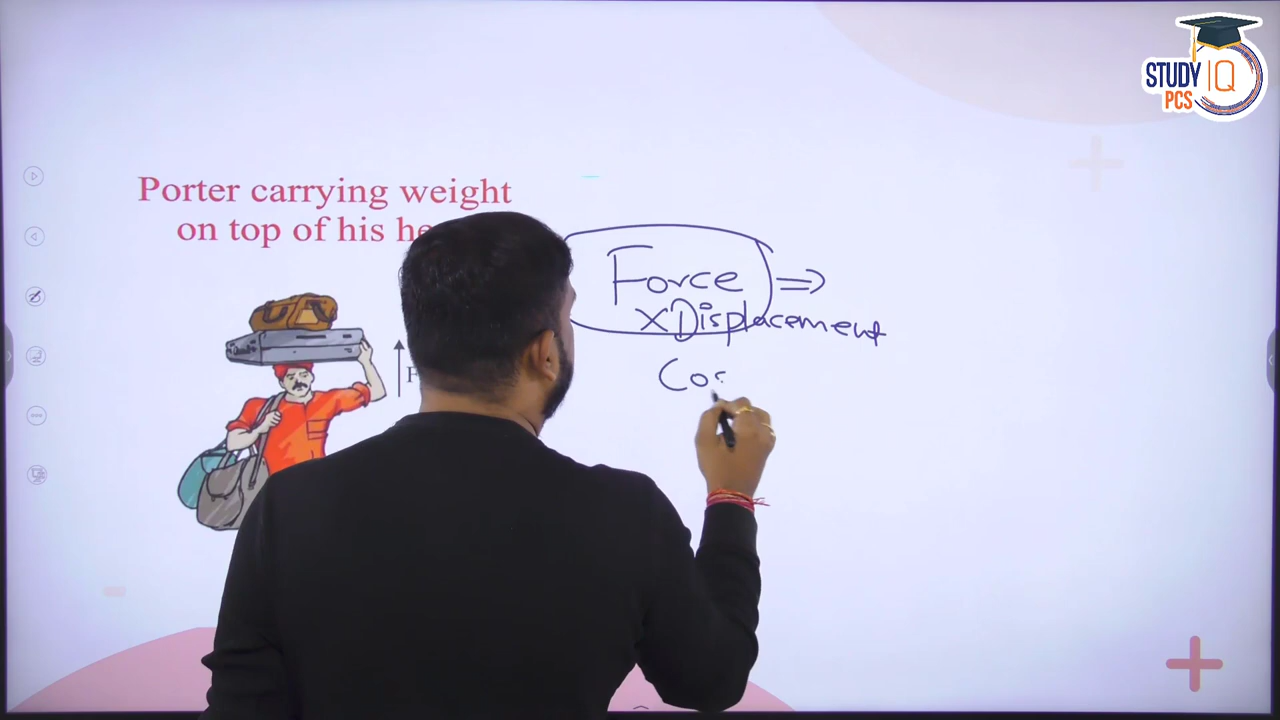 STUDY IQ
PCS
Porter carrying weight
on top of his he
Force ⇒
x Displacement
Cos
F